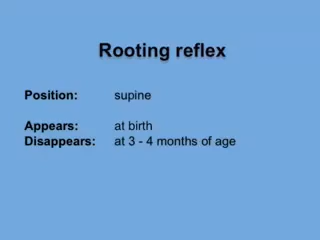 Rooting reflex
Position: supine
Appears: at birth
Disappears: at 3 - 4 months of age